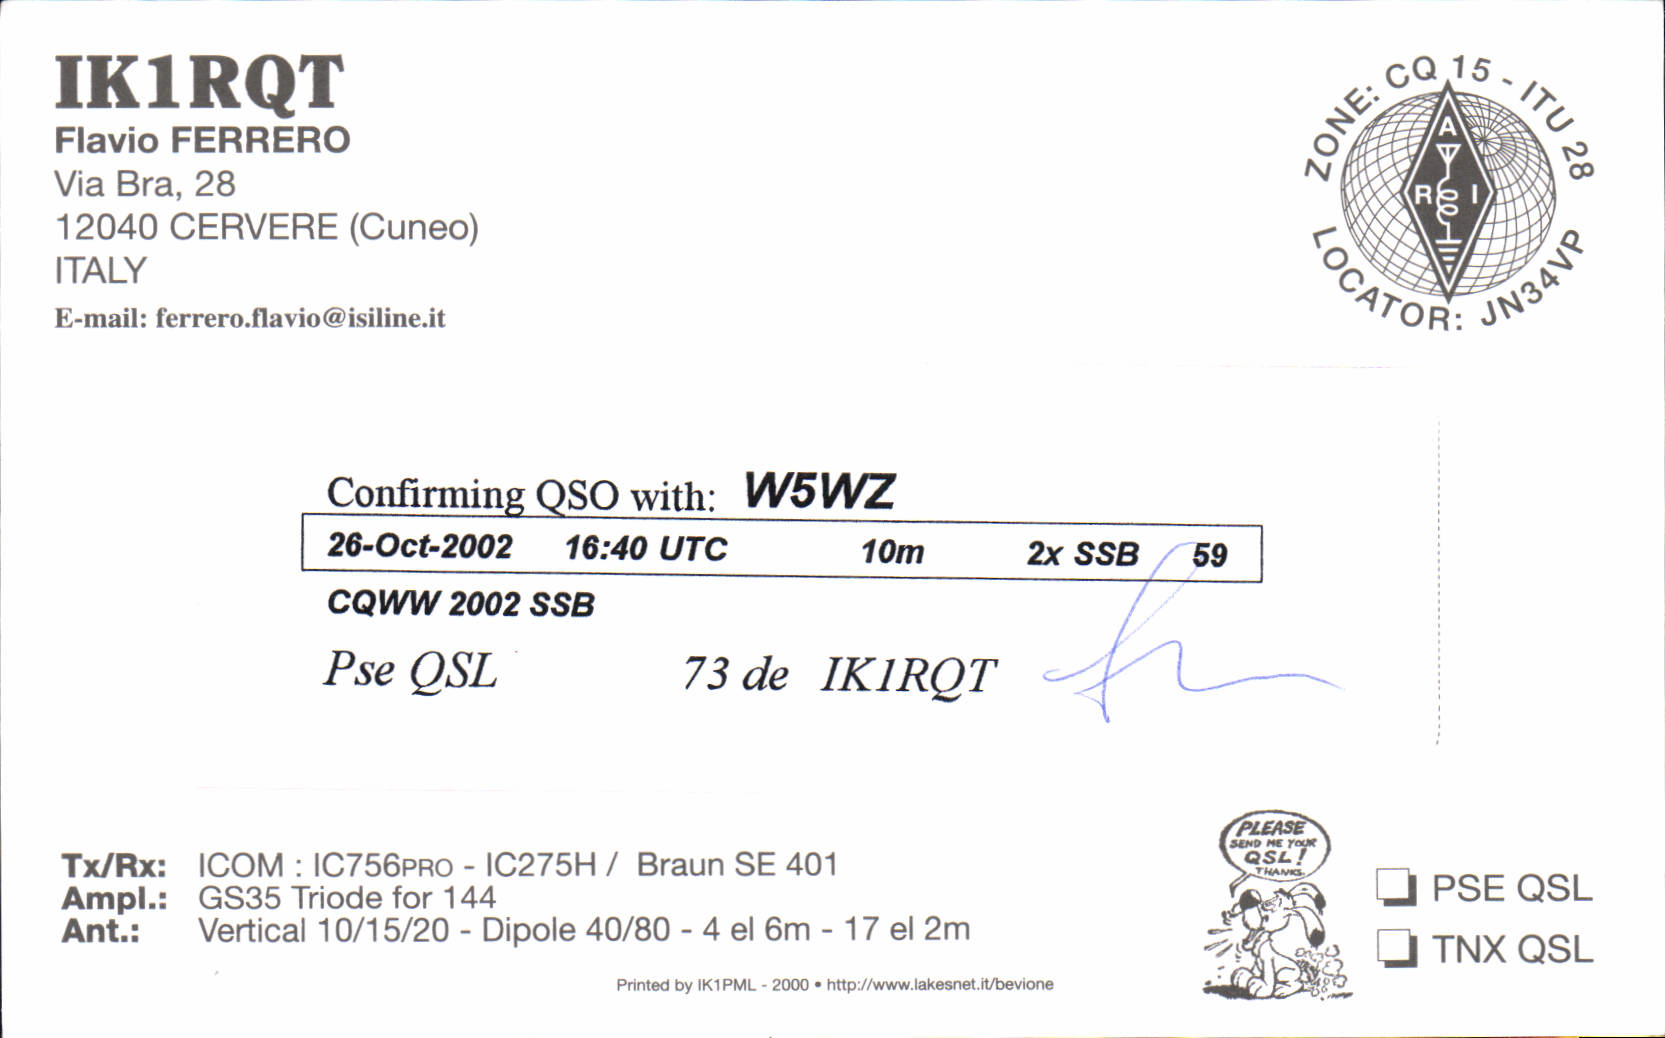 IK1RQT
Flavio FERRERO
Via Bra, 28
12040 CERVERE (Cuneo)
ITALY
E-mail: ferrero.flavio@isiline.it
ZONE: CQ 15 - ITU 28
A
R I
LOCATOR: JN34VP
Confirming QSO with: W5WZ
26-Oct-2002 16:40 UTC 10m 2x SSB 59
CQWW 2002 SSB
Pse QSL 73 de IK1RQT
PLEASE
SEND ME YOUR
QSL!
THANKS.
Tx/Rx: ICOM : IC756PRO - IC275H / Braun SE 401
Ampl.: GS35 Triode for 144
Ant.: Vertical 10/15/20 - Dipole 40/80 - 4 el 6m - 17 el 2m
PSE QSL
TNX QSL
Printed by IK1PML - 2000 • http://www.lakesnet.it/bevione